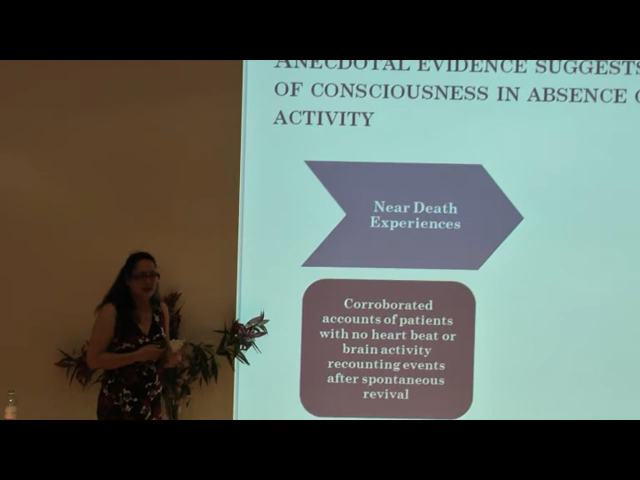 ANECDOTAL EVIDENCE SUGGESTS
OF CONSCIOUSNESS IN ABSENCE
ACTIVITY
Near Death
Experiences
Corroborated
accounts of patients
with no heart beat or
brain activity
recounting events
after spontaneous
revival